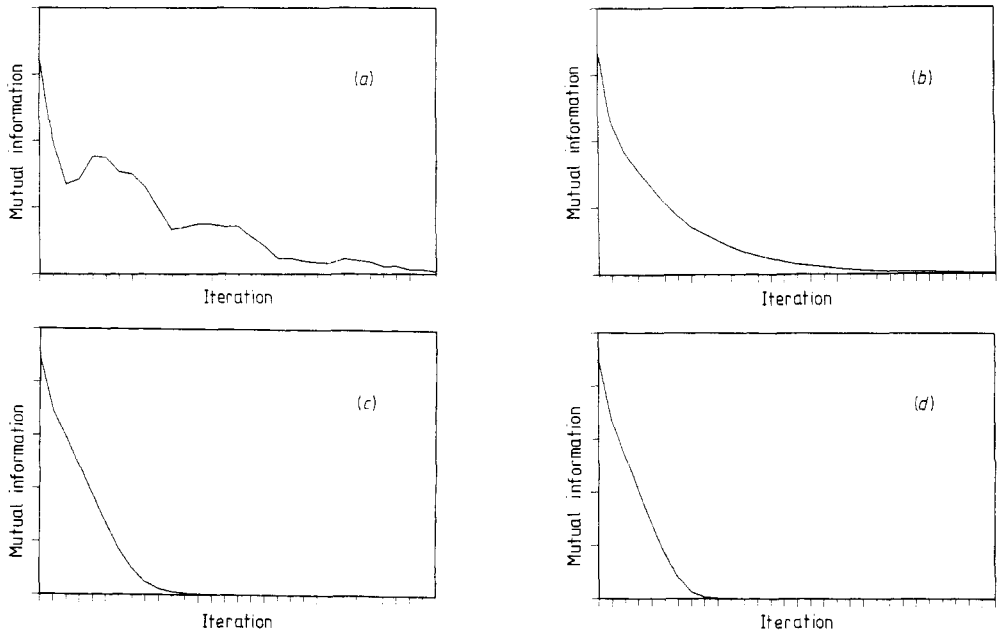 Mutual information
(a)
Iteration
Mutual information
(b)
Iteration
Mutual information
(c)
Iteration
Mutual information
(d)
Iteration